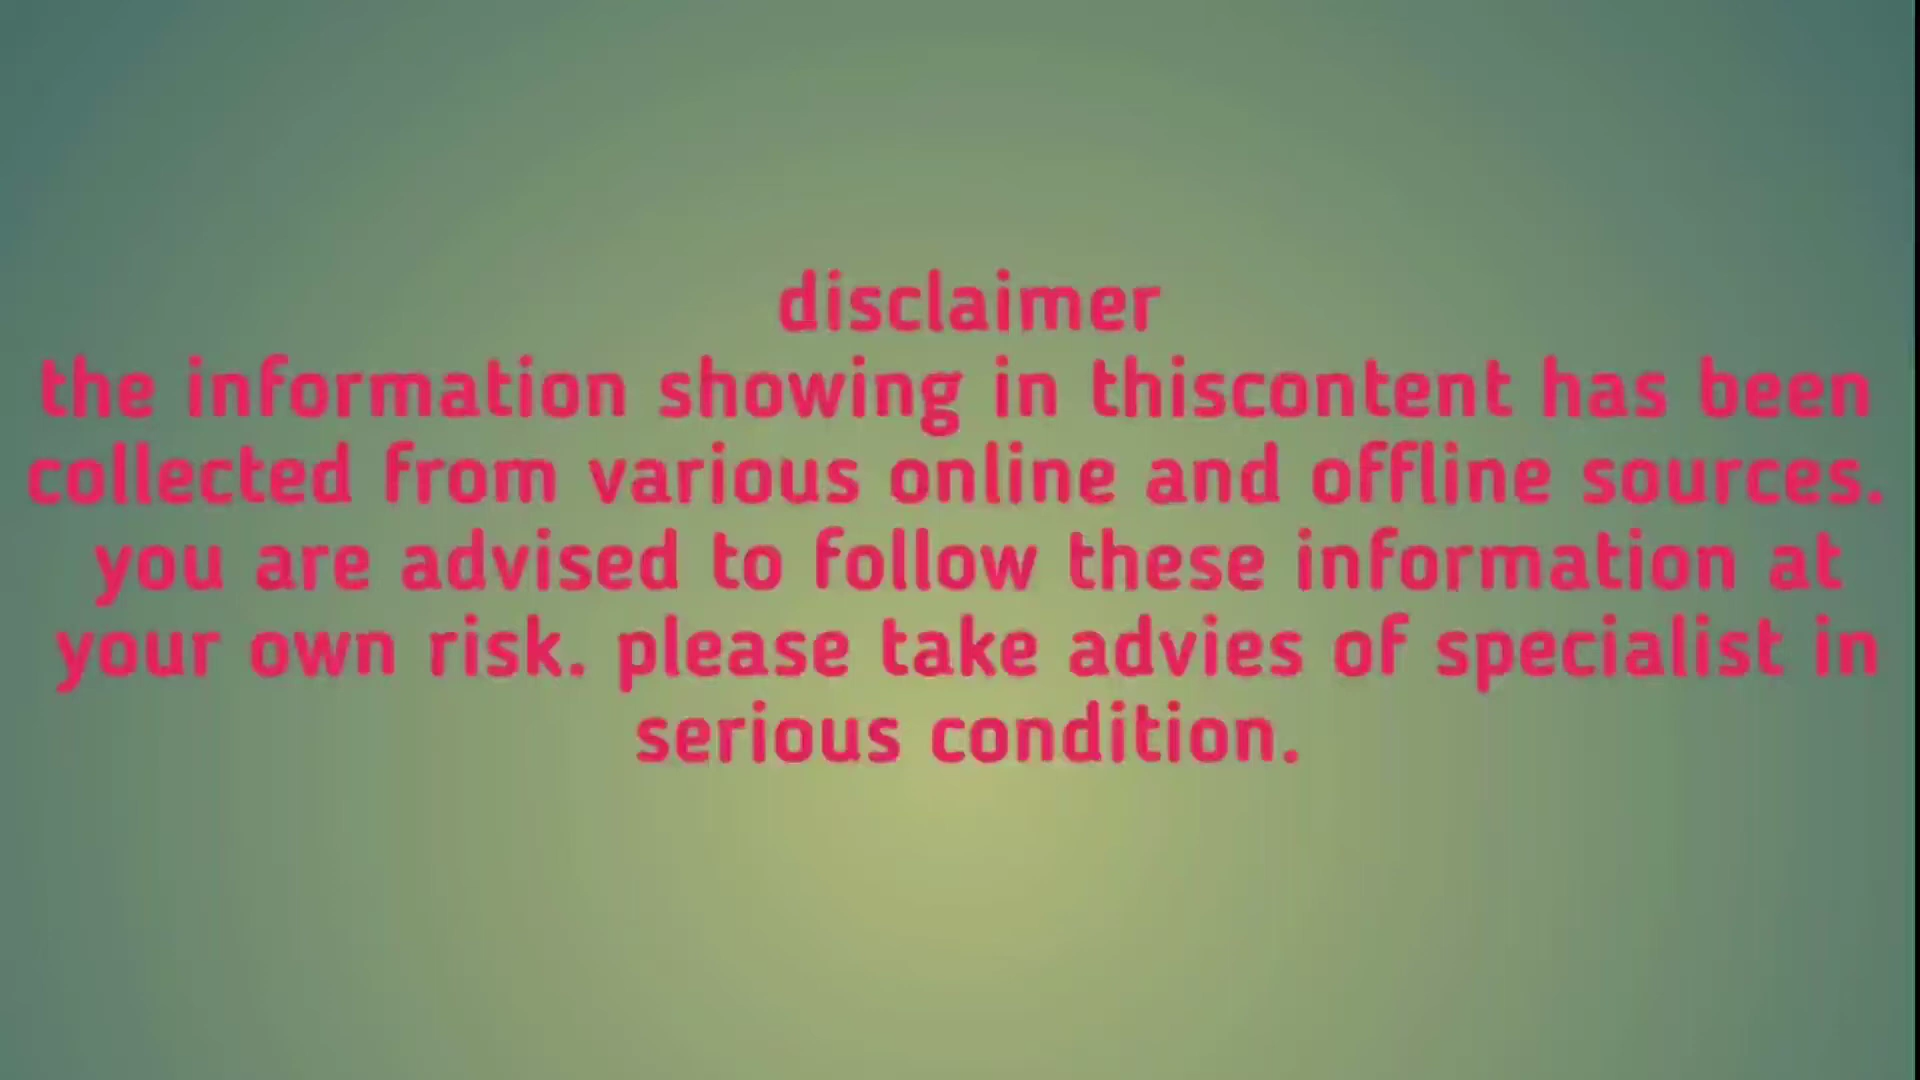 disclaimer
the information showing in thiscontent has been
collected from various online and offline sources.
you are advised to follow these information at
your own risk. please take advies of specialist in
serious condition.